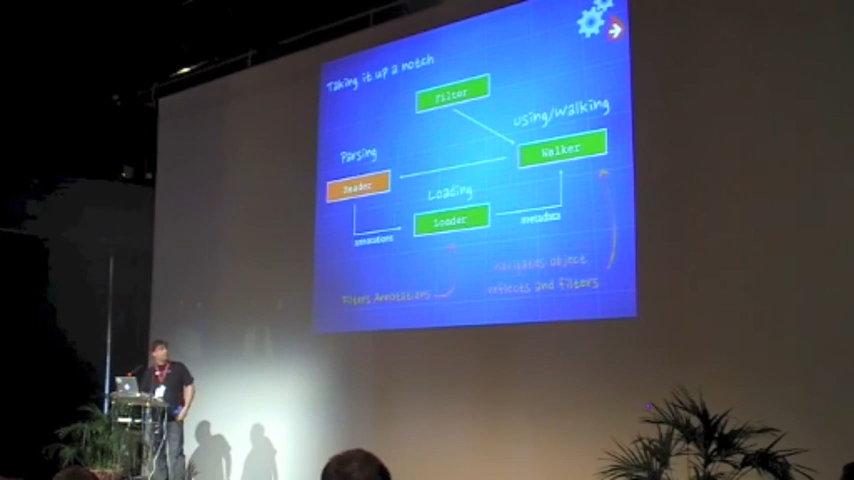 Taking it up a notch
Filter
using/walking
Walker
Parsing
Reader
Loading
Loader
annotations
metadata
navigates object,
reflects and filters
Filters Annotations